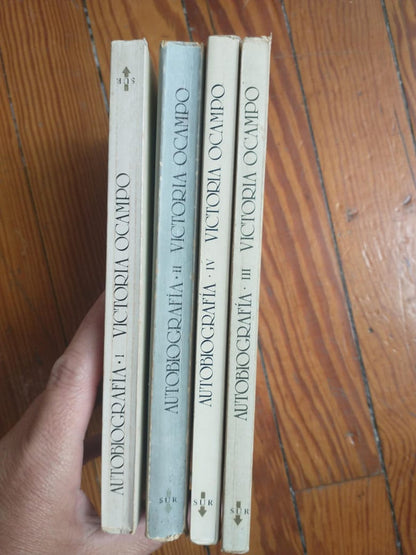 AUTOBIOGRAFÍA · I VICTORIA OCAMPO
SUR
AUTOBIOGRAFÍA · II VICTORIA OCAMPO
SUR
AUTOBIOGRAFÍA · IV VICTORIA OCAMPO
SUR
AUTOBIOGRAFÍA · III VICTORIA OCAMPO
SUR